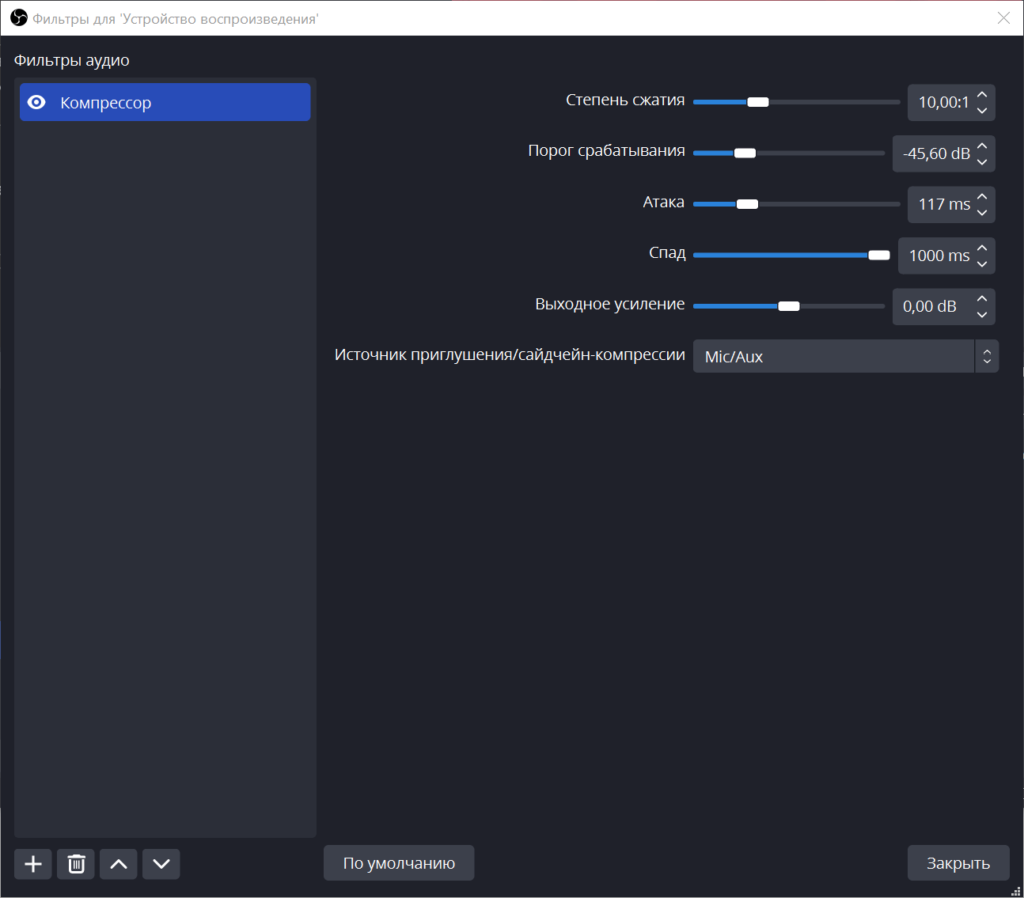 Фильтры для 'Устройство воспроизведения'
Фильтры аудио
Компрессор
Степень сжатия 10,00:1
Порог срабатывания -45,60 dB
Атака 117 ms
Спад 1000 ms
Выходное усиление 0,00 dB
Источник приглушения/сайдчейн-компрессии Mic/Aux
По умолчанию Закрыть